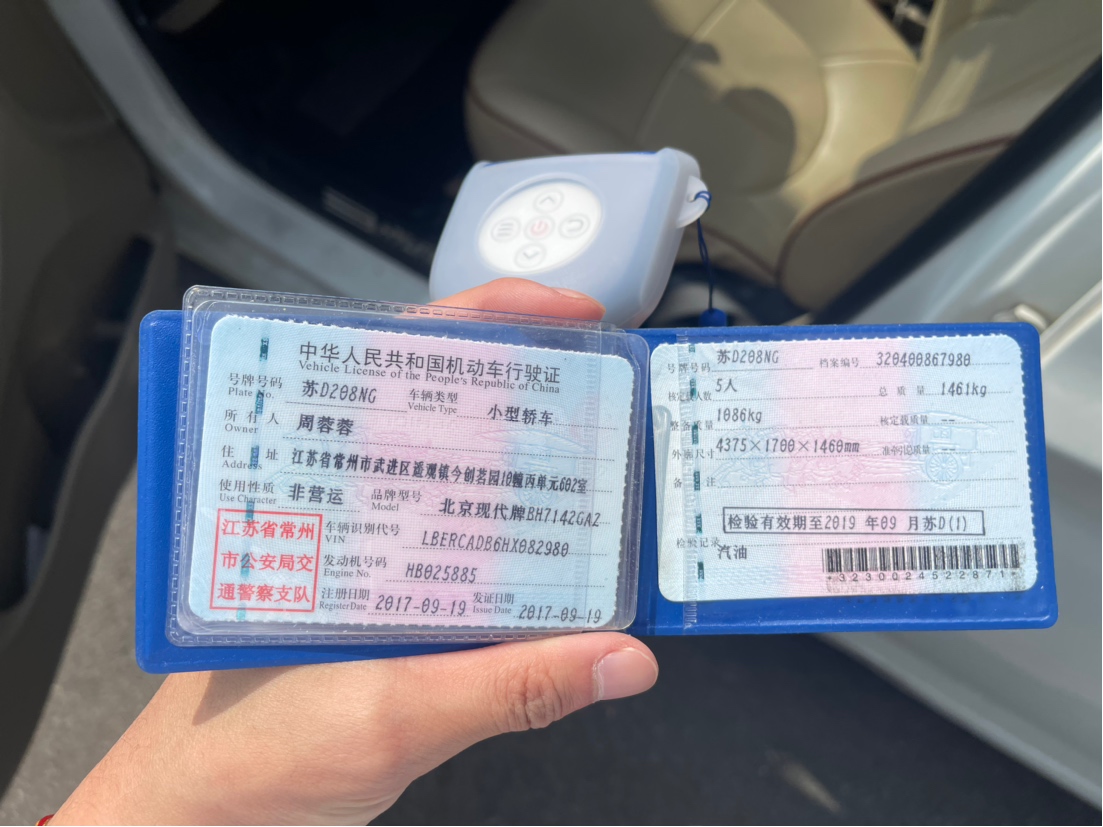 中华人民共和国机动车行驶证
Vehicle License of the People's Republic of China
号牌号码 苏D208NG 车辆类型 小型轿车
Plate No. Vehicle Type
所有人 周蓉蓉
Owner
住址 江苏省常州市武进区遥观镇今创茗园10幢丙单元602室
Address
使用性质 非营运 品牌型号 北京现代牌BH7142GAZ
Use Character Model
江苏省常州
市公安局交
通警察支队
车辆识别代号 LBERCADB6HX082980
VIN
发动机号码 HB025885
Engine No.
注册日期 2017-09-19 发证日期 2017-09-19
Register Date Issue Date
号牌号码 苏D208NG 档案编号 320400867980
核定载人数 5人 总质量 1461kg
整备质量 1086kg 核定载质量 --
外廓尺寸 4375×1700×1460mm 准牵引总质量 --
备注
检验有效期至2019 年09 月苏D(1)
检验记录
汽油
*3230024522871*